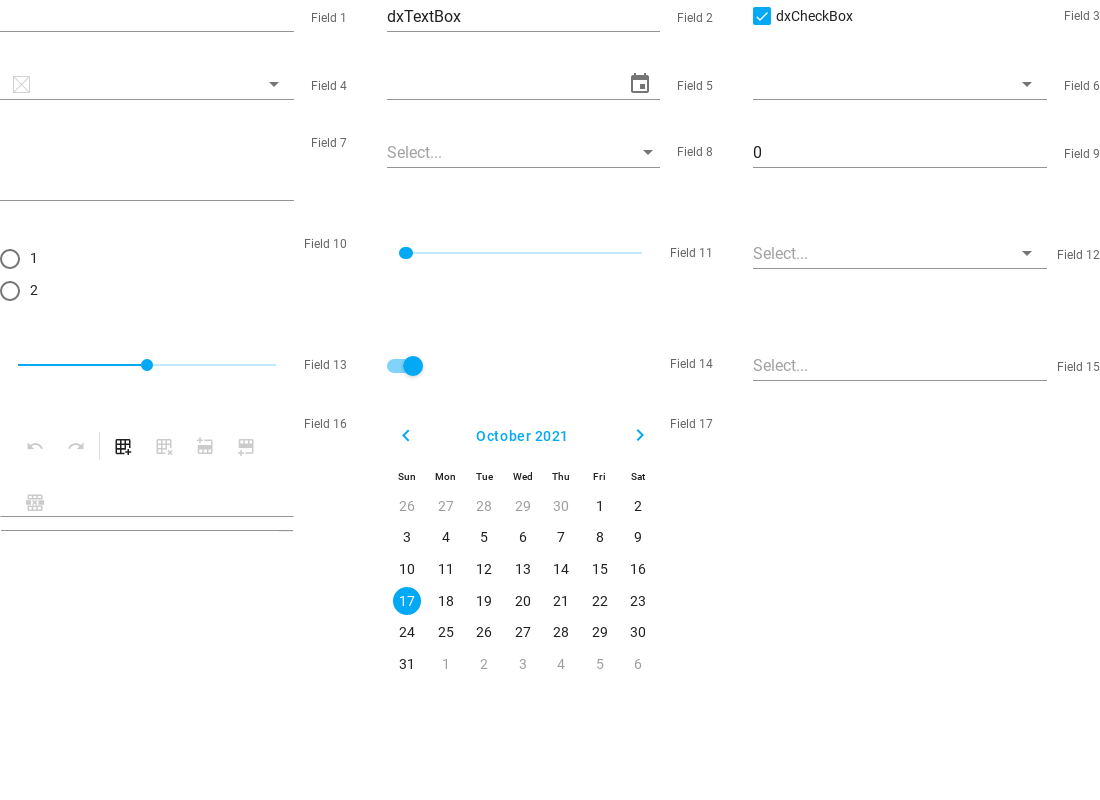 Field 1
dxTextBox
Field 2
dxCheckBox
Field 3
Field 4
Field 5
Field 6
Field 7
Select...
Field 8
0
Field 9
1
2
Field 10
Field 11
Select...
Field 12
Field 13
Field 14
Select...
Field 15
Field 16
October 2021
Sun Mon Tue Wed Thu Fri Sat
26 27 28 29 30 1 2
3 4 5 6 7 8 9
10 11 12 13 14 15 16
17 18 19 20 21 22 23
24 25 26 27 28 29 30
31 1 2 3 4 5 6
Field 17